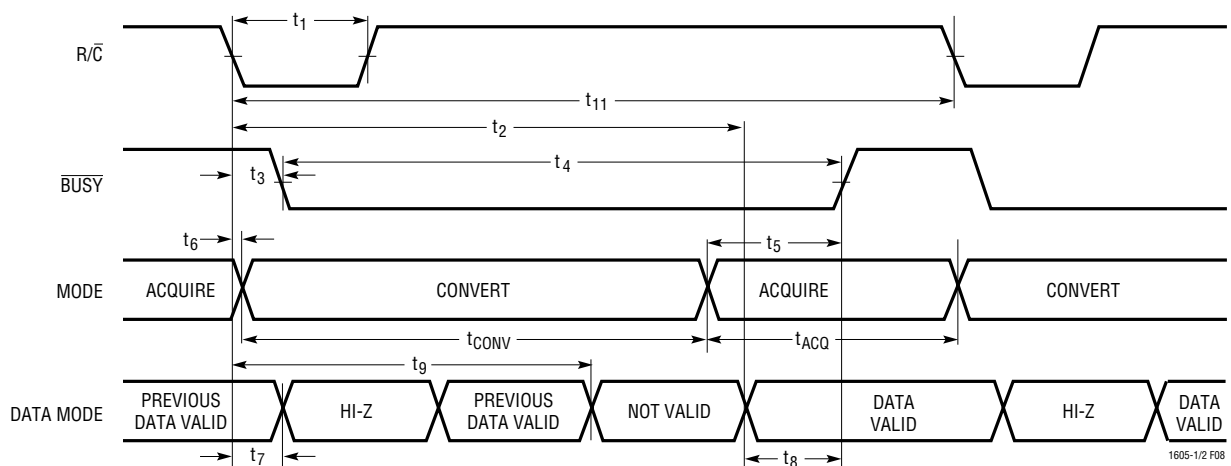 t1
R/C̅
t11
t2
t4
B̅U̅S̅Y̅
t3
t6
t5
MODE
ACQUIRE
CONVERT
ACQUIRE
CONVERT
tCONV
tACQ
t9
DATA MODE
PREVIOUS
DATA VALID
HI-Z
PREVIOUS
DATA VALID
NOT VALID
DATA
VALID
HI-Z
DATA
VALID
t7
t8
1605-1/2 F08